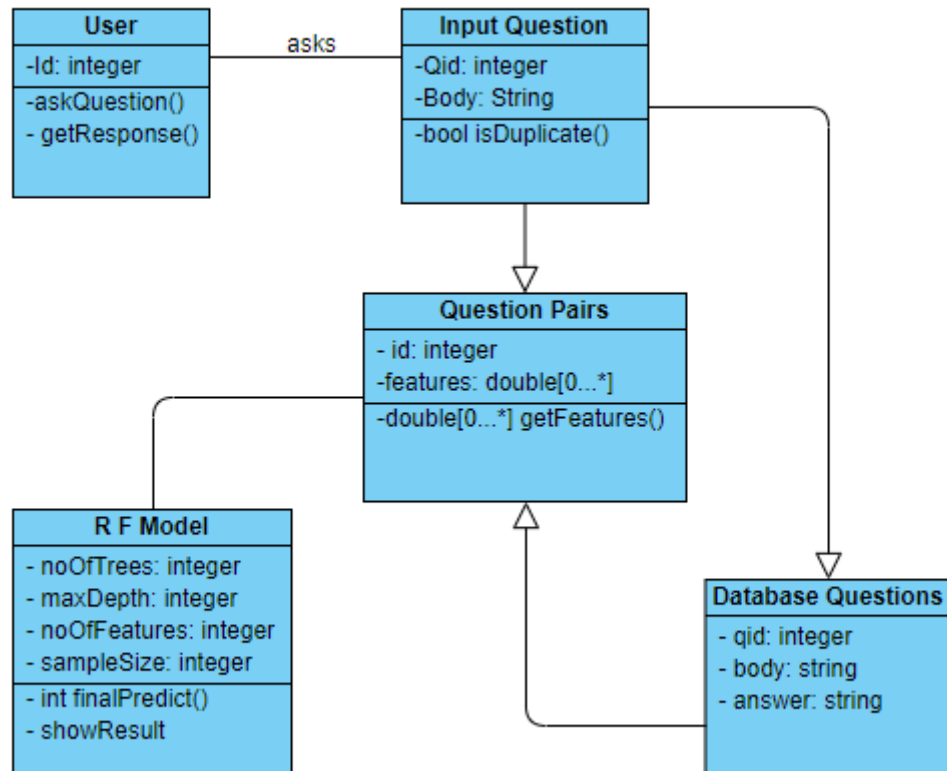 User
-Id: integer
-askQuestion()
- getResponse()
asks
Input Question
-Qid: integer
-Body: String
-bool isDuplicate()
Question Pairs
- id: integer
-features: double[0...*]
-double[0...*] getFeatures()
R F Model
- noOfTrees: integer
- maxDepth: integer
- noOfFeatures: integer
- sampleSize: integer
- int finalPredict()
- showResult
Database Questions
- qid: integer
- body: string
- answer: string